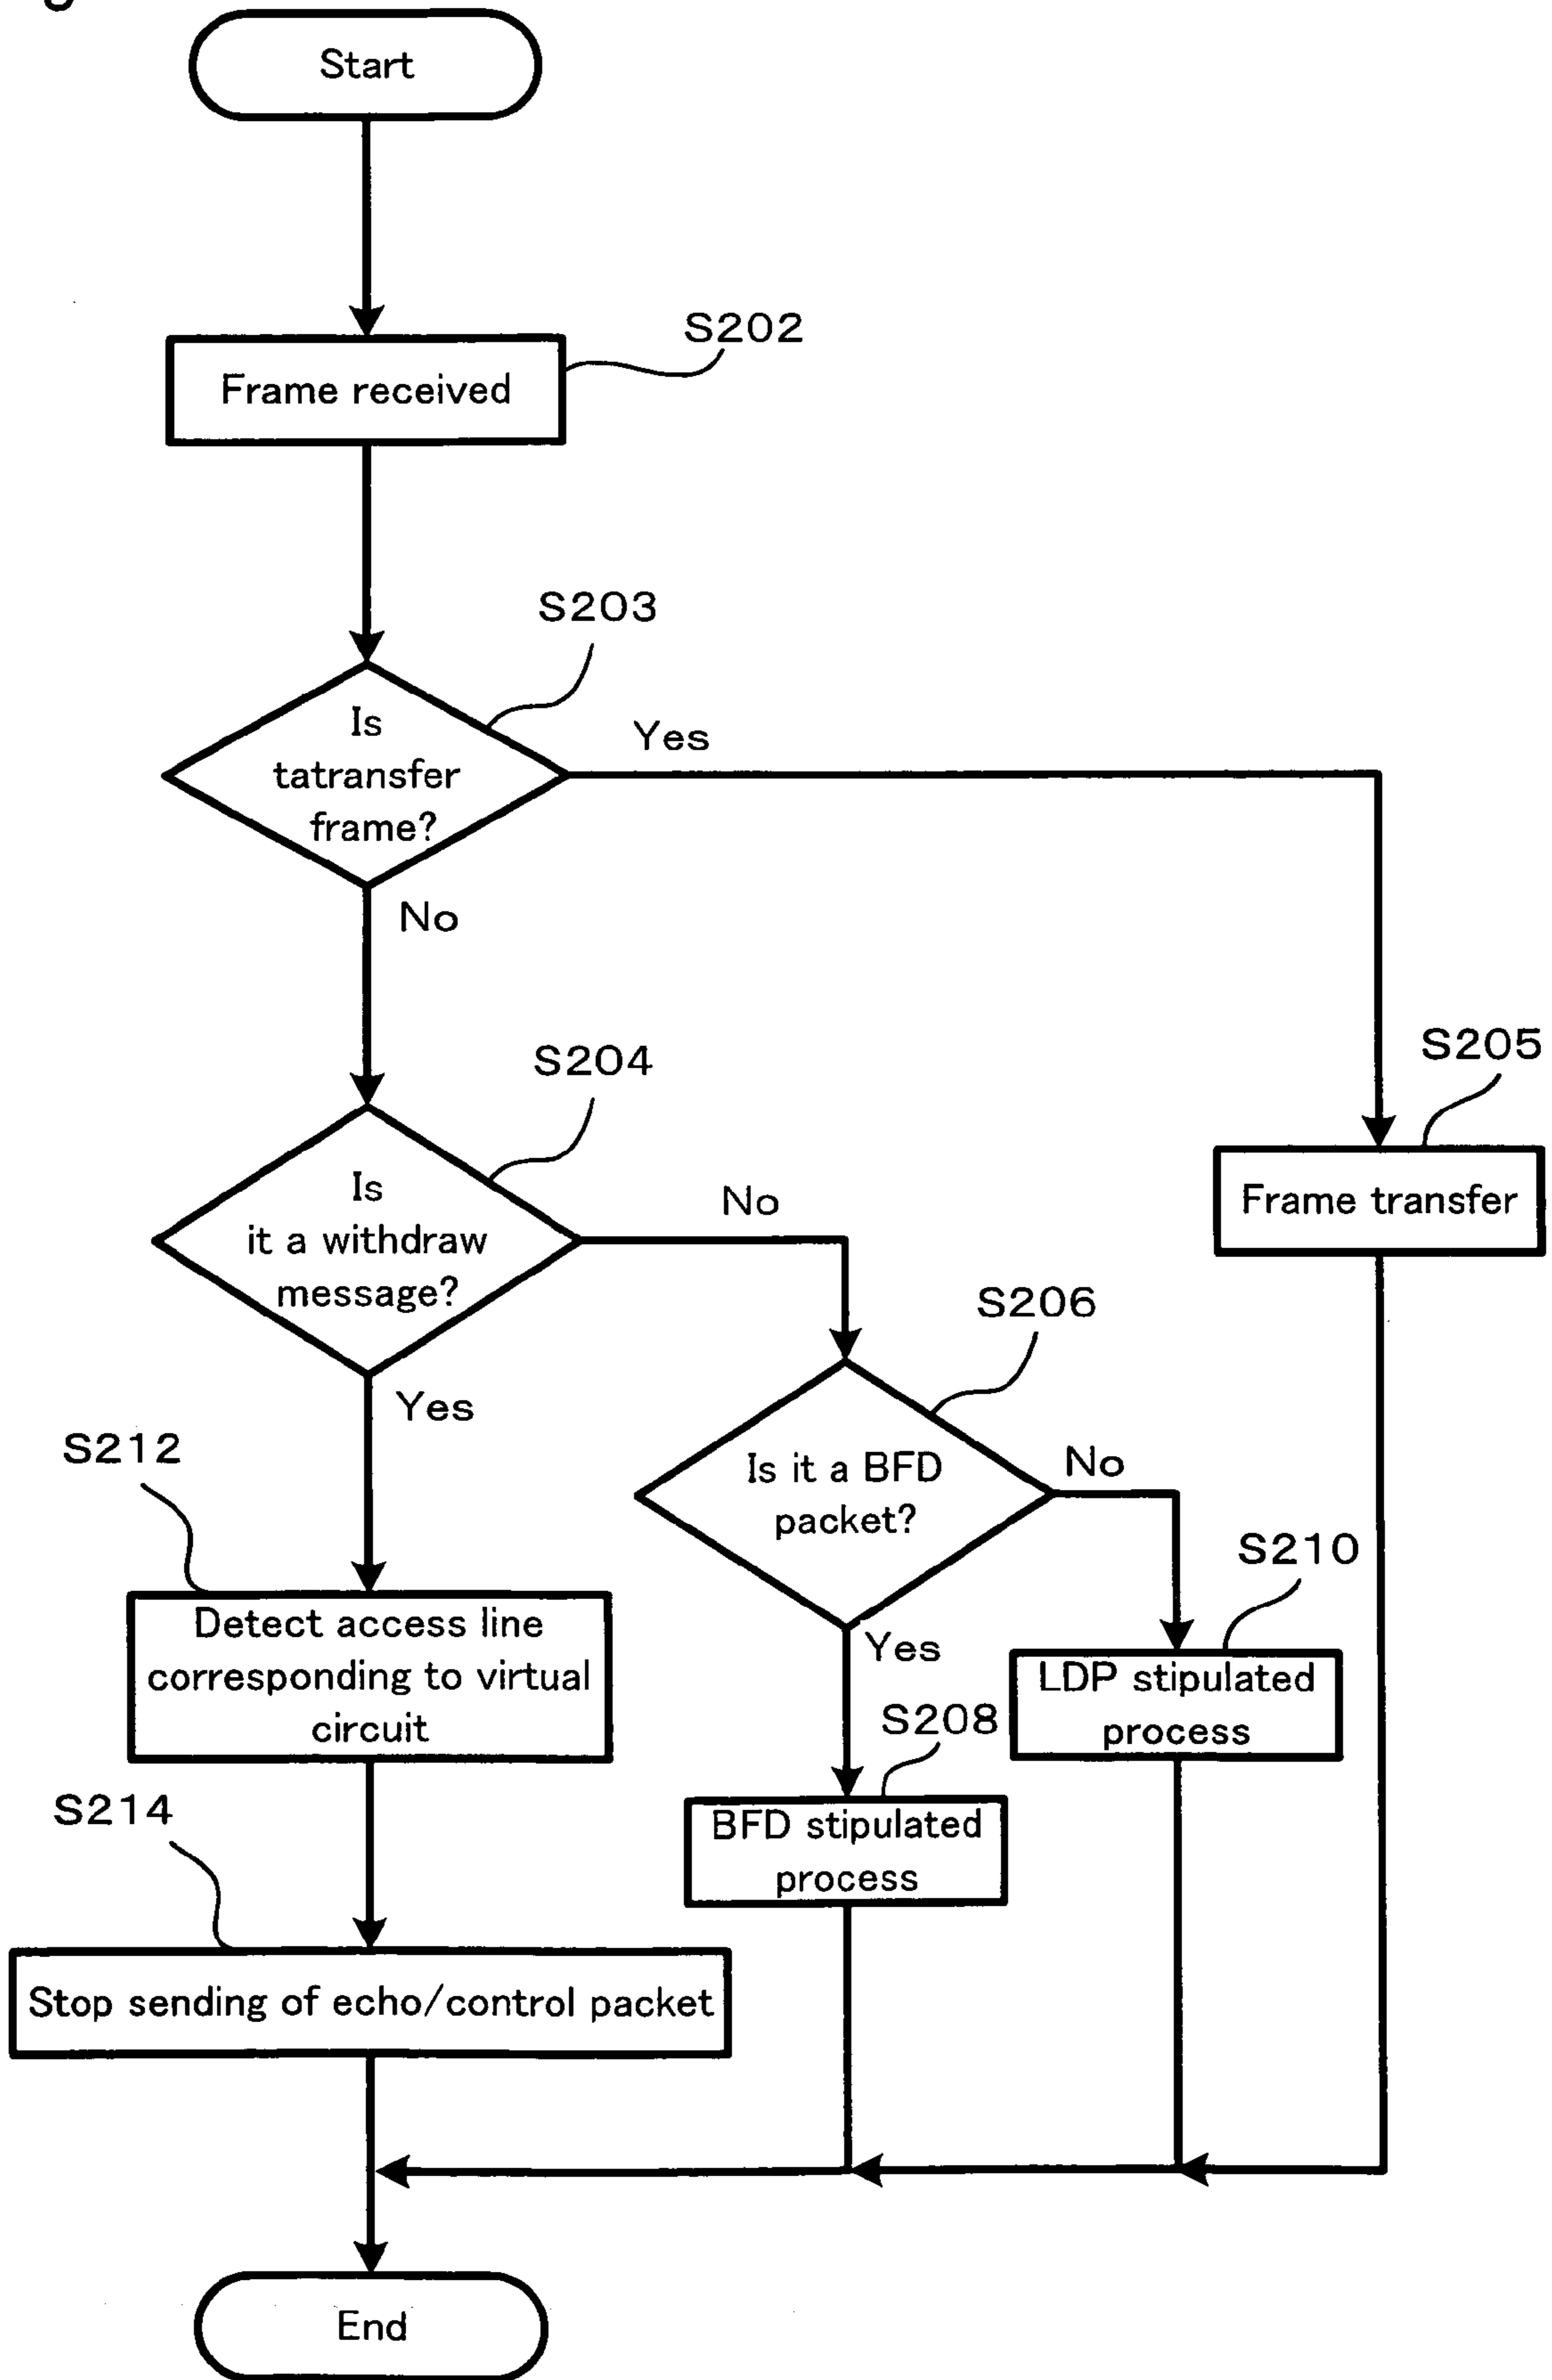 Start
S202
Frame received
S203
Is
tatransfer
frame?
Yes
No
S204
S205
Is
it a withdraw
message?
No
Frame transfer
S206
Yes
S212
Is it a BFD
packet?
No
S210
Detect access line
corresponding to virtual
circuit
Yes
LDP stipulated
process
S208
S214
BFD stipulated
process
Stop sending of echo/control packet
End